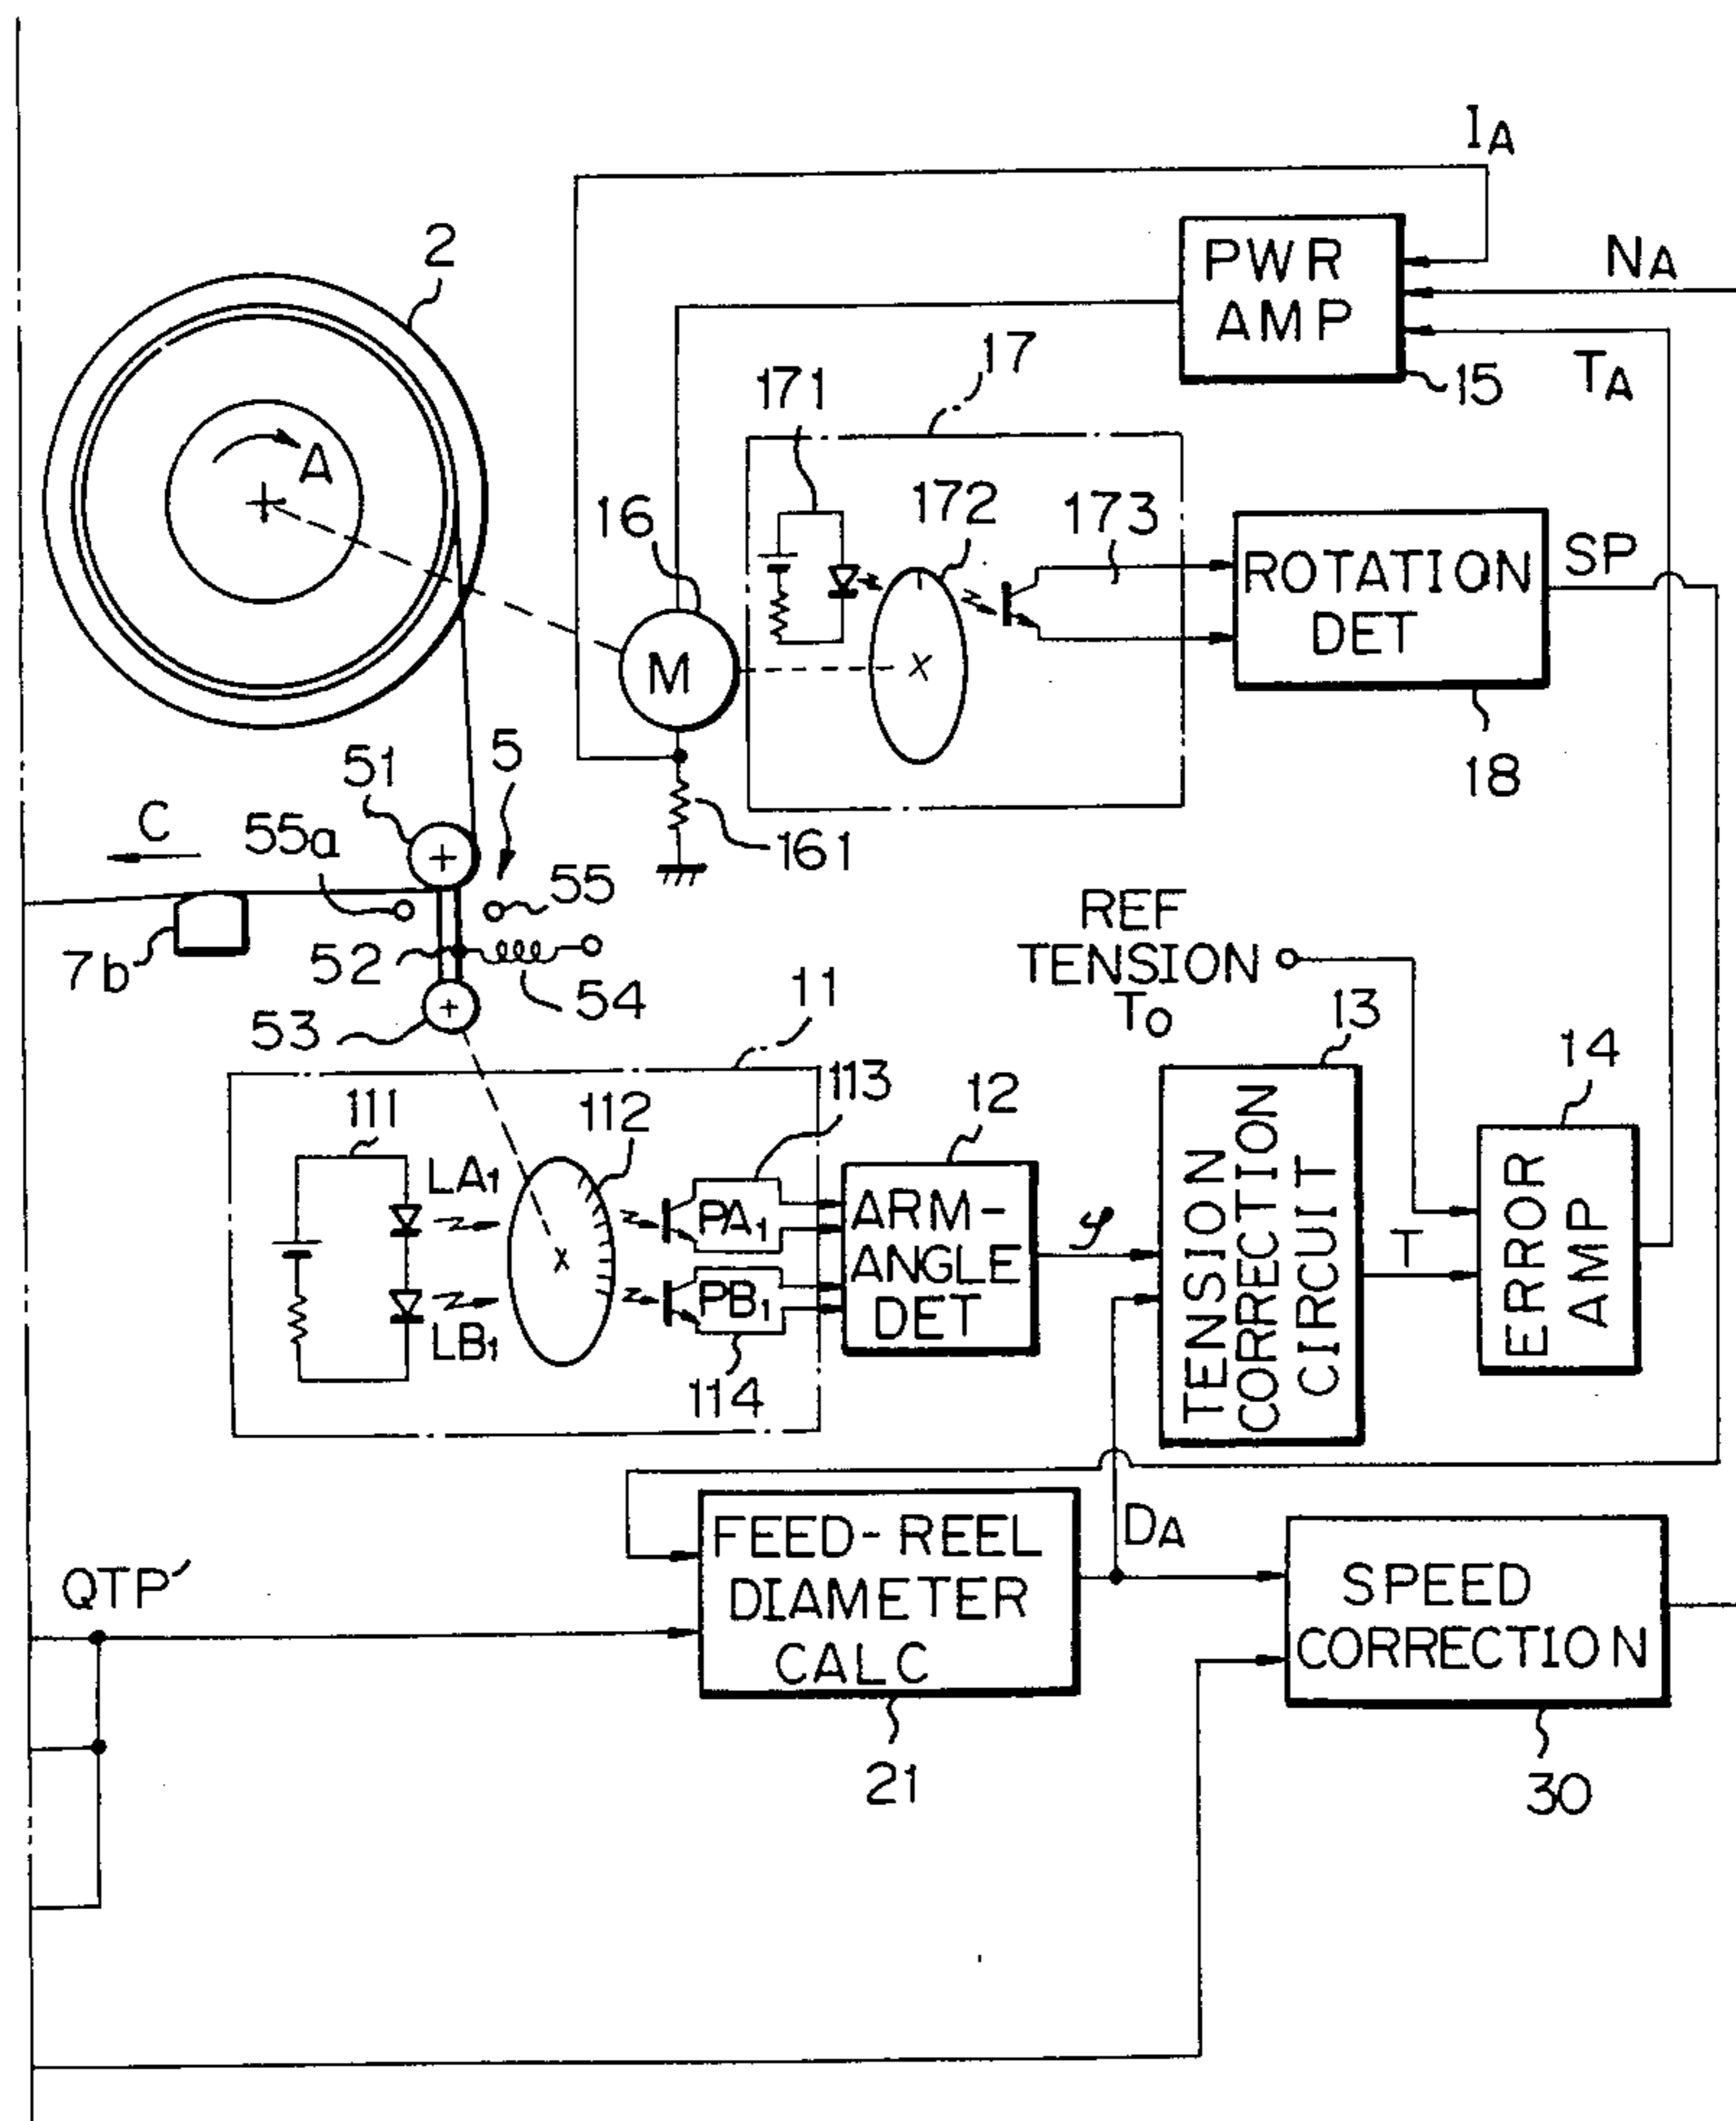 IA
2
PWR
AMP
NA
TA
15
17
171
A
16
172
173
ROTATION
DET
SP
M
18
51
5
C
55a
161
55
7b
52
54
REF
TENSION
To
53
11
13
14
111
112
113
12
LA1
PA1
ARM-
ANGLE
DET
φ
TENSION
CORRECTION
CIRCUIT
T
ERROR
AMP
LB1
PB1
114
FEED-REEL
DIAMETER
CALC
DA
SPEED
CORRECTION
QTP'
21
30